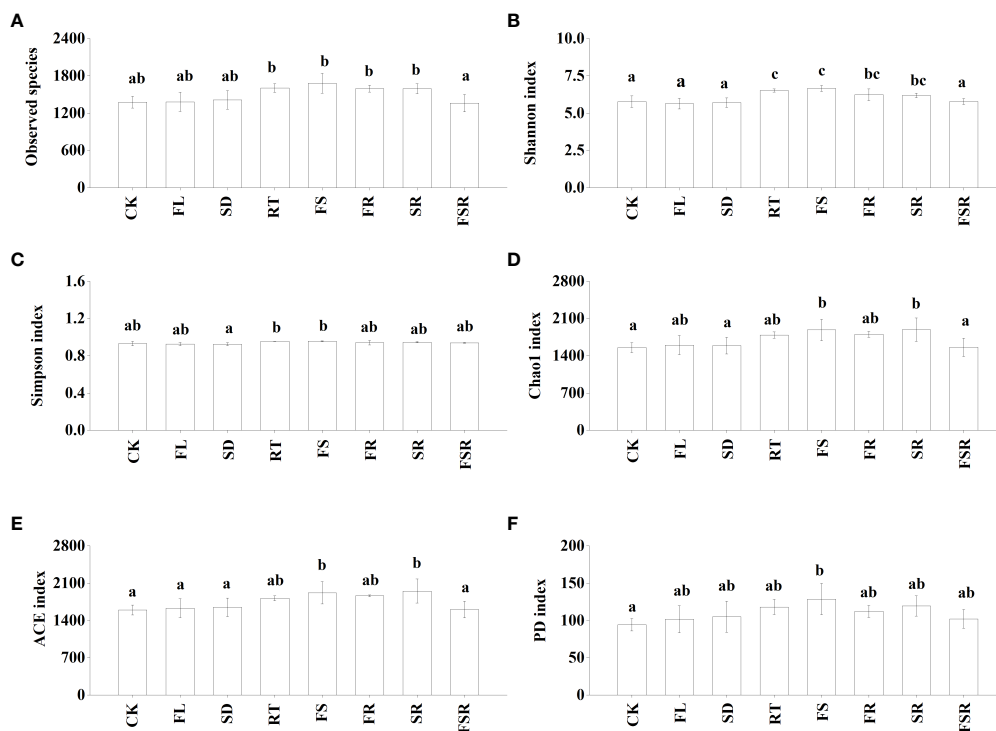 A
Observed species
2400
1800
1200
600
0
ab ab ab b b b b a
CK FL SD RT FS FR SR FSR
B
Shannon index
10.0
7.5
5.0
2.5
0.0
a a a c c bc bc a
CK FL SD RT FS FR SR FSR
C
Simpson index
1.6
1.2
0.8
0.4
0.0
ab ab a b b ab ab ab
CK FL SD RT FS FR SR FSR
D
Chao1 index
2800
2100
1400
700
0
a ab a ab b ab b a
CK FL SD RT FS FR SR FSR
E
ACE index
2800
2100
1400
700
0
a a a ab b ab b a
CK FL SD RT FS FR SR FSR
F
PD index
200
150
100
50
0
a ab ab ab b ab ab ab
CK FL SD RT FS FR SR FSR